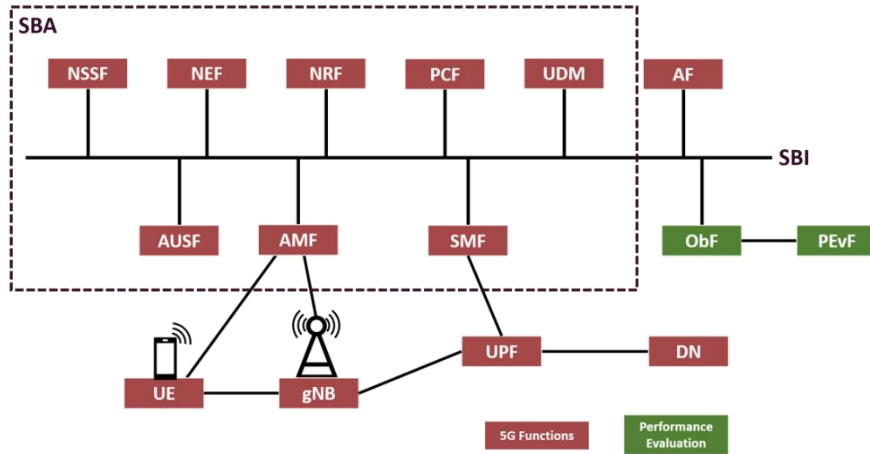 SBA
NSSF
NEF
NRF
PCF
UDM
AF
SBI
AUSF
AMF
SMF
ObF
PEvF
UPF
DN
UE
gNB
5G Functions
Performance
Evaluation